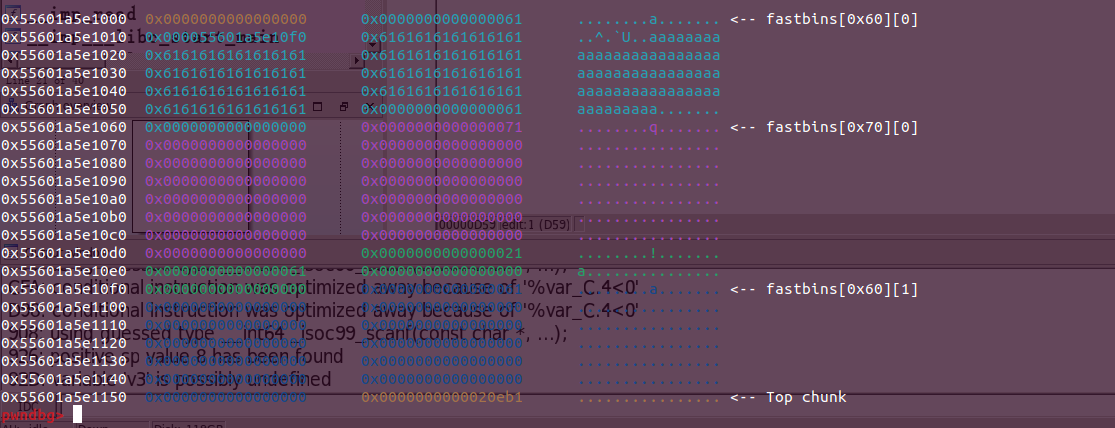 0x55601a5e1000 0x0000000000000000 0x0000000000000061 ........a....... <-- fastbins[0x60][0]
0x55601a5e1010 0x000055601a5e10f0 0x6161616161616161 ..^.`U..aaaaaaaa
0x55601a5e1020 0x6161616161616161 0x6161616161616161 aaaaaaaaaaaaaaaa
0x55601a5e1030 0x6161616161616161 0x6161616161616161 aaaaaaaaaaaaaaaa
0x55601a5e1040 0x6161616161616161 0x6161616161616161 aaaaaaaaaaaaaaaa
0x55601a5e1050 0x6161616161616161 0x0000000000000061 aaaaaaaaa.......
0x55601a5e1060 0x0000000000000000 0x0000000000000071 ........q....... <-- fastbins[0x70][0]
0x55601a5e1070 0x0000000000000000 0x0000000000000000 ................
0x55601a5e1080 0x0000000000000000 0x0000000000000000 ................
0x55601a5e1090 0x0000000000000000 0x0000000000000000 ................
0x55601a5e10a0 0x0000000000000000 0x0000000000000000 ................
0x55601a5e10b0 0x0000000000000000 0x0000000000000000 ................
0x55601a5e10c0 0x0000000000000000 0x0000000000000000 ................
00000D59 edit:1 (D59)
0x55601a5e10d0 0x0000000000000000 0x0000000000000021 ........!.......
0x55601a5e10e0 0x0000000000000061 0x0000000000000000 a...............
0x55601a5e10f0 0x0000000000000000 0x0000000000000061 ........a....... <-- fastbins[0x60][1]
conditional instruction was optimized away because of '%var_C.4<0'
0x55601a5e1100 0x0000000000000000 0x0000000000000000 ................
Conditional instruction was optimized away because of '%var_C.4<0'
0x55601a5e1110 0x0000000000000000 0x0000000000000000 ................
0x55601a5e1120 0x0000000000000000 0x0000000000000000 ................
using guessed type __int64 __isoc99_scanf(const char *, ...);
0x55601a5e1130 0x0000000000000000 0x0000000000000000 ................
positive sp value 8 has been found
0x55601a5e1140 0x0000000000000000 0x0000000000000000 ................
is possibly undefined
0x55601a5e1150 0x0000000000000000 0x0000000000020eb1 ................ <-- Top chunk
pwndbg>